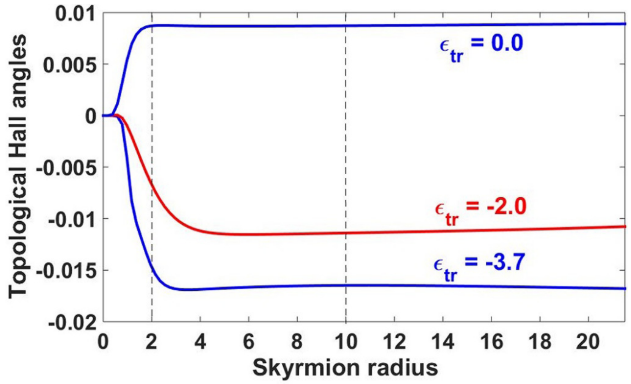 Topological Hall angles
0.01
0.005
0
-0.005
-0.01
-0.015
-0.02
ϵtr = 0.0
ϵtr = -2.0
ϵtr = -3.7
0 2 4 6 8 10 12 14 16 18 20
Skyrmion radius